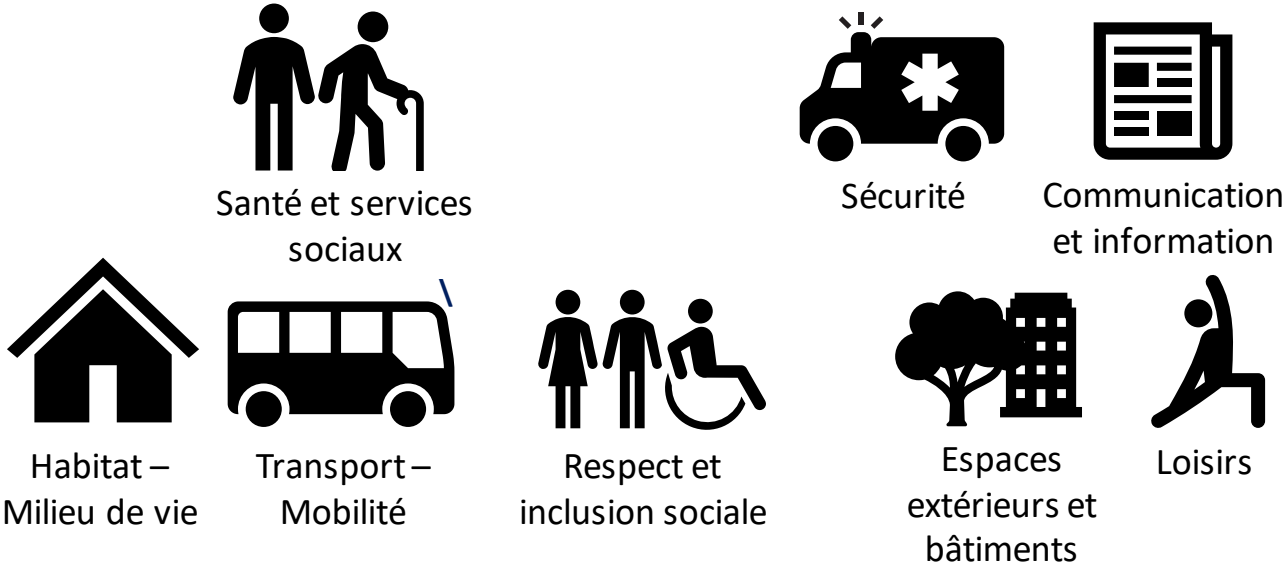 Santé et services
sociaux
Sécurité
Communication
et information
Habitat –
Milieu de vie
Transport –
Mobilité
Respect et
inclusion sociale
Espaces
extérieurs et
bâtiments
Loisirs